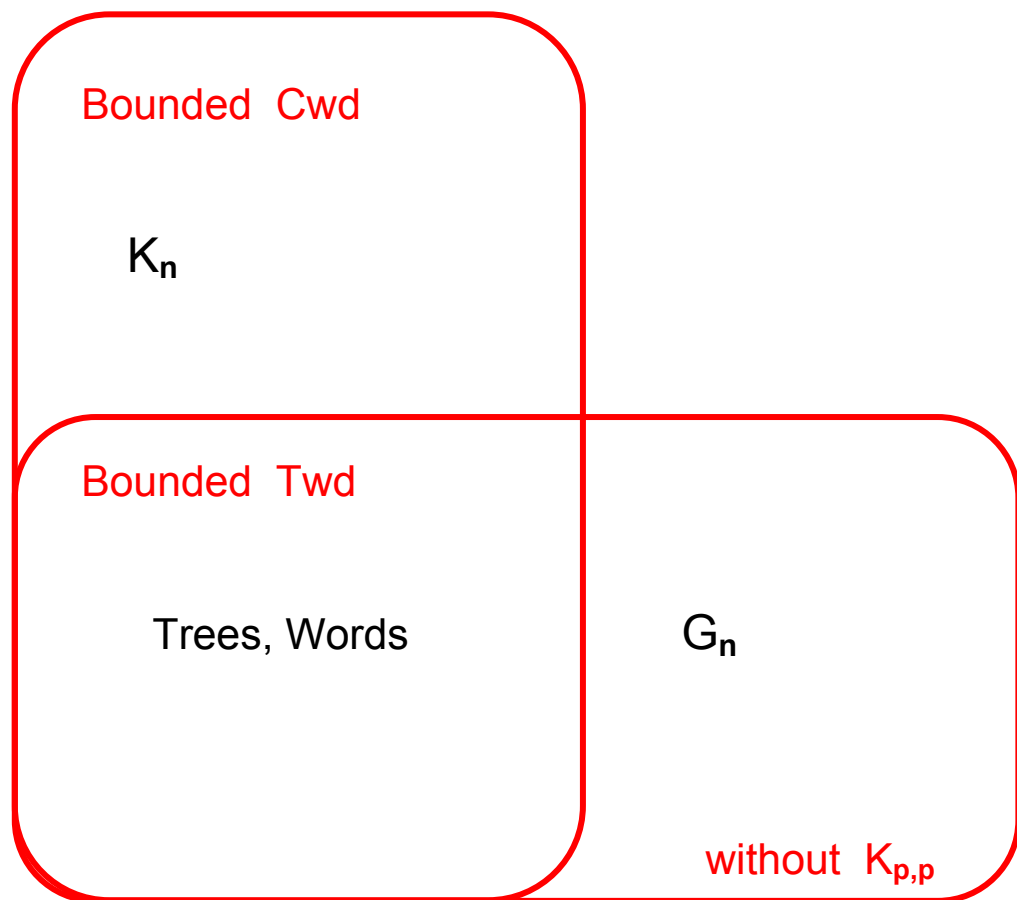 Bounded Cwd
Kn
Bounded Twd
Trees, Words
Gn
without Kp,p